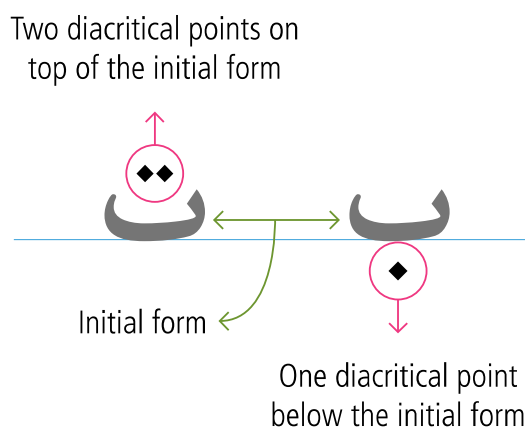 Two diacritical points on
top of the initial form
ت ب
Initial form
One diacritical point
below the initial form